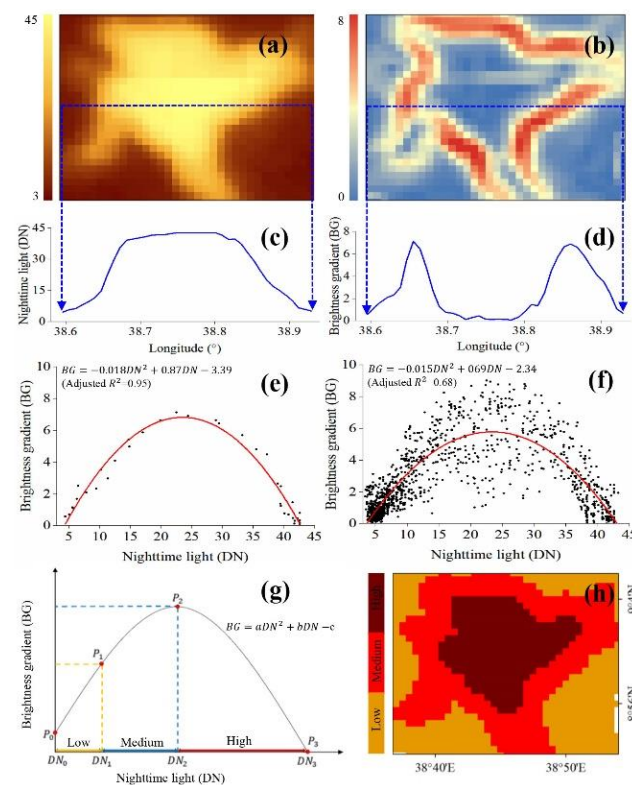 45
(a)
3
8
(b)
4
0
Nighttime light (DN)
45
30
15
0
(c)
38.6
38.7
38.8
38.9
Longitude (°)
Brightness gradient (BG)
8
6
4
2
0
(d)
38.6
38.7
38.8
38.9
Longitude (°)
BG = −0.018DN² + 0.87DN − 3.39
(Adjusted R²=0.95)
(e)
Brightness gradient (BG)
10
8
6
4
2
0
5 10 15 20 25 30 35 40 45
Nighttime light (DN)
BG = −0.015DN² + 069DN − 2.34
(Adjusted R²=0.68)
(f)
Brightness gradient (BG)
10
8
6
4
2
0
5 10 15 20 25 30 35 40 45
Nighttime light (DN)
(g)
Brightness gradient (BG)
P₀
P₁
P₂
P₃
BG = aDN² + bDN −c
Low
Medium
High
DN₀
DN₁
DN₂
DN₃
Nighttime light (DN)
(h)
High
Medium
Low
8°56'N
38°40'E
38°50'E